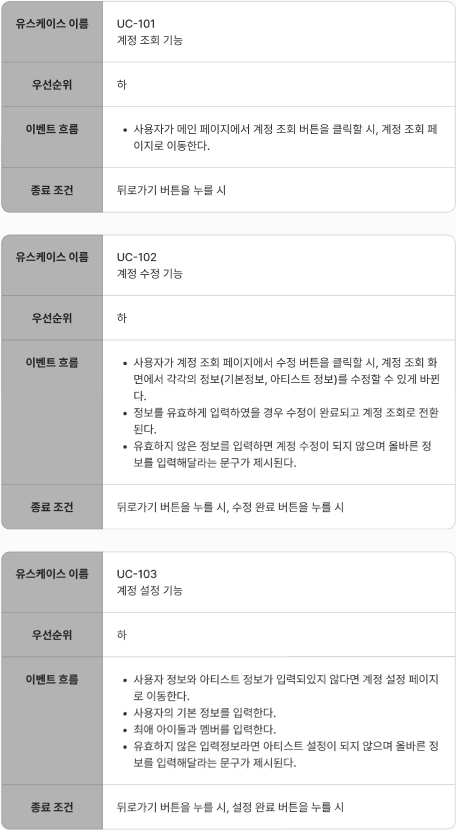 유스케이스 이름
UC-101
계정 조회 기능
우선순위
하
이벤트 흐름
• 사용자가 메인 페이지에서 계정 조회 버튼을 클릭할 시, 계정 조회 페
이지로 이동한다.
종료 조건
뒤로가기 버튼을 누를 시
유스케이스 이름
UC-102
계정 수정 기능
우선순위
하
이벤트 흐름
• 사용자가 계정 조회 페이지에서 수정 버튼을 클릭할 시, 계정 조회 화
면에서 각각의 정보(기본정보, 아티스트 정보)를 수정할 수 있게 바뀐
다.
• 정보를 유효하게 입력하였을 경우 수정이 완료되고 계정 조회로 전환
된다.
• 유효하지 않은 정보를 입력하면 계정 수정이 되지 않으며 올바른 정
보를 입력해달라는 문구가 제시된다.
종료 조건
뒤로가기 버튼을 누를 시, 수정 완료 버튼을 누를 시
유스케이스 이름
UC-103
계정 설정 기능
우선순위
하
이벤트 흐름
• 사용자 정보와 아티스트 정보가 입력되있지 않다면 계정 설정 페이지
로 이동한다.
• 사용자의 기본 정보를 입력한다.
• 최애 아이돌과 멤버를 입력한다.
• 유효하지 않은 입력정보라면 아티스트 설정이 되지 않으며 올바른 정
보를 입력해달라는 문구가 제시된다.
종료 조건
뒤로가기 버튼을 누를 시, 설정 완료 버튼을 누를 시